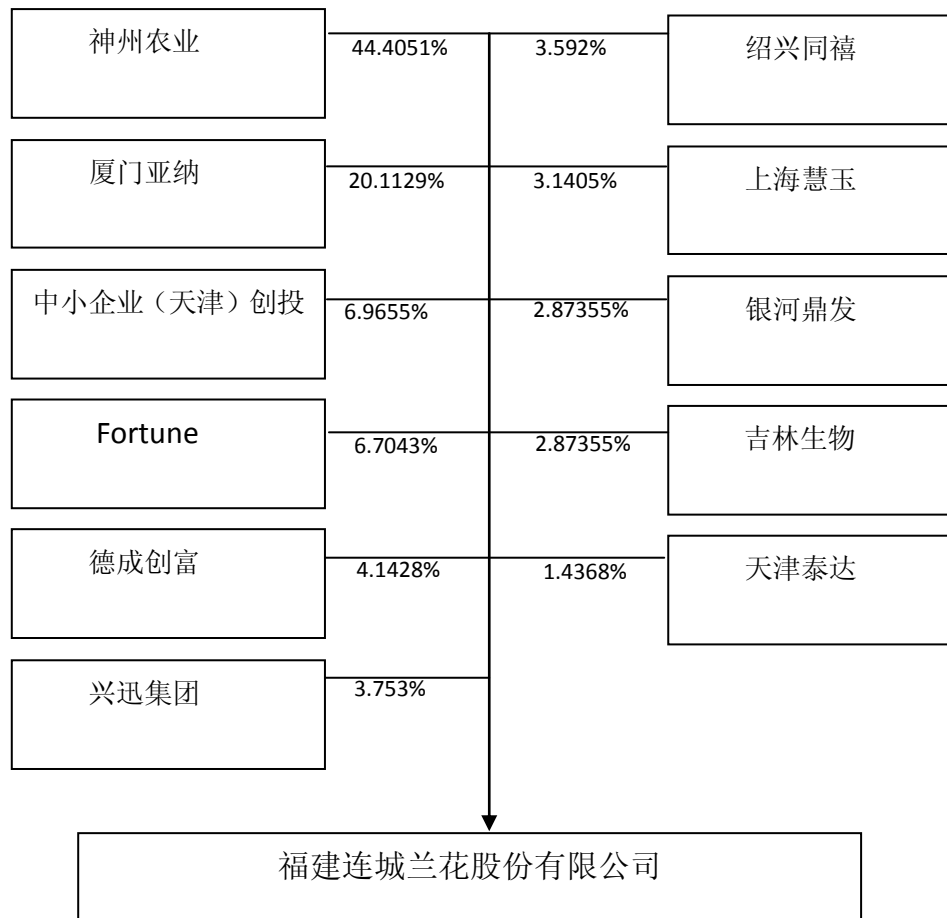 神州农业
44.4051%
3.592%
绍兴同禧
厦门亚纳
20.1129%
3.1405%
上海慧玉
中小企业（天津）创投
6.9655%
2.87355%
银河鼎发
Fortune
6.7043%
2.87355%
吉林生物
德成创富
4.1428%
1.4368%
天津泰达
兴迅集团
3.753%
福建连城兰花股份有限公司